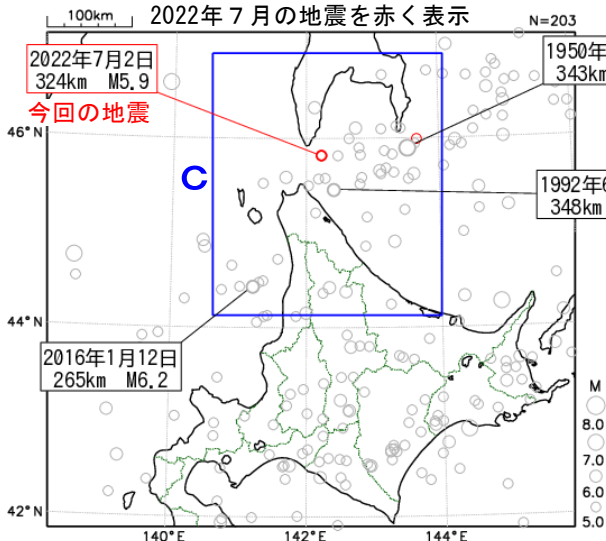 2022年７月の地震を赤く表示
100km
N=203
2022年7月2日
324km M5.9
今回の地震
1950年
343km
46°N
C
1992年6
348km
44°N
2016年1月12日
265km M6.2
M
8.0
7.0
6.0
5.0
42°N
140°E
142°E
144°E